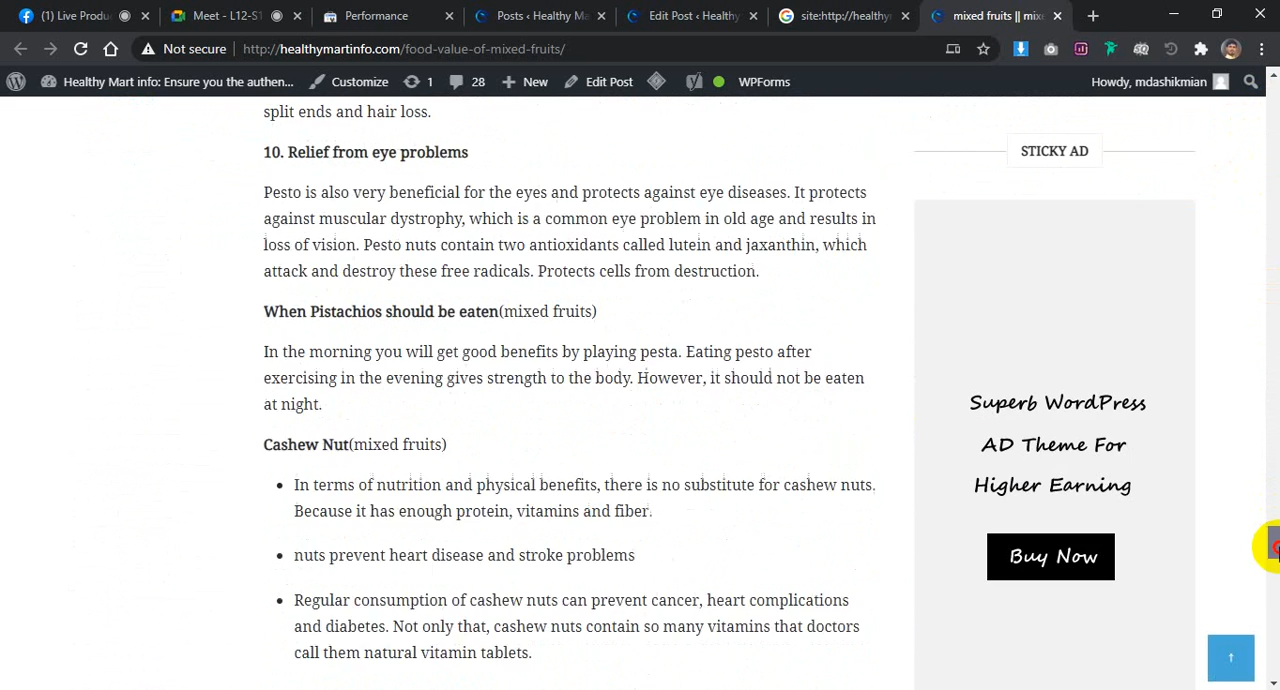 (1) Live Produ
Meet - L12-S1
Performance
Posts ‹ Healthy Ma
Edit Post ‹ Healthy
site:http://healthy
mixed fruits || mix
Not secure
http://healthymartinfo.com/food-value-of-mixed-fruits/
Healthy Mart info: Ensure you the authen...
Customize
1
28
New
Edit Post
WPForms
Howdy, mdashikmian
split ends and hair loss.
10. Relief from eye problems
Pesto is also very beneficial for the eyes and protects against eye diseases. It protects
against muscular dystrophy, which is a common eye problem in old age and results in
loss of vision. Pesto nuts contain two antioxidants called lutein and jaxanthin, which
attack and destroy these free radicals. Protects cells from destruction.
When Pistachios should be eaten(mixed fruits)
In the morning you will get good benefits by playing pesta. Eating pesto after
exercising in the evening gives strength to the body. However, it should not be eaten
at night.
Cashew Nut(mixed fruits)
• In terms of nutrition and physical benefits, there is no substitute for cashew nuts.
Because it has enough protein, vitamins and fiber.
• nuts prevent heart disease and stroke problems
• Regular consumption of cashew nuts can prevent cancer, heart complications
and diabetes. Not only that, cashew nuts contain so many vitamins that doctors
call them natural vitamin tablets.
STICKY AD
Superb WordPress
AD Theme For
Higher Earning
Buy Now